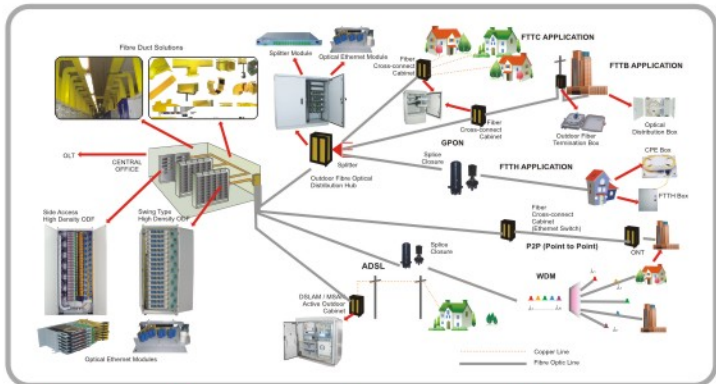 Fibre Duct Solutions
Splitter Module
Optical Ethernet Module
Fiber
Cross-connect
Cabinet
FTTC APPLICATION
FTTB APPLICATION
Optical
Distribution Box
Outdoor Fiber
Termination Box
Fiber
Cross-connect
Cabinet
GPON
Splitter
Outdoor Fibre Optical
Distribution Hub
Splice
Closure
FTTH APPLICATION
CPE Box
FTTH Box
OLT
CENTRAL
OFFICE
Side Access
High Density ODF
Swing Type
High Density ODF
Optical Ethernet Modules
Fiber
Cross-connect
Cabinet
(Ethernet Switch)
P2P (Point to Point)
ONT
Splice
Closure
ADSL
WDM
DSLAM / MSAN
Active Outdoor
Cabinet
Copper Line
Fibre Optic Line